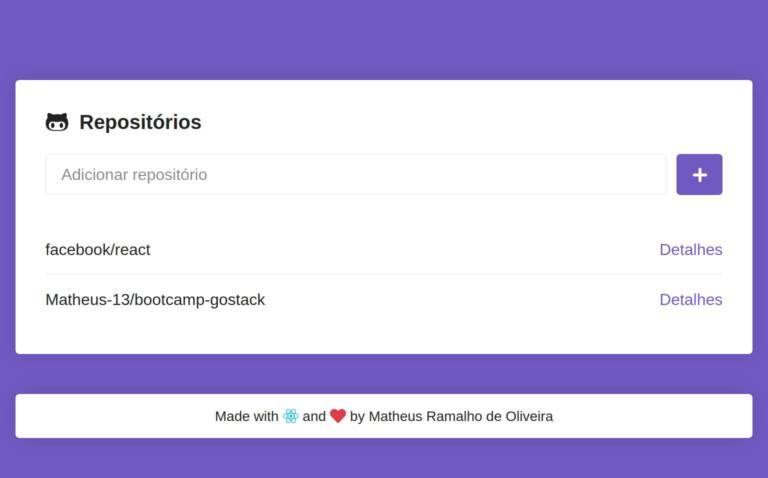 Repositórios
Adicionar repositório
facebook/react Detalhes
Matheus-13/bootcamp-gostack Detalhes
Made with and by Matheus Ramalho de Oliveira